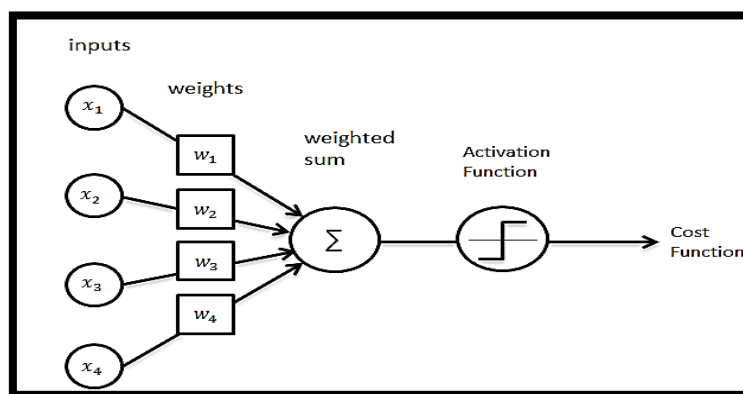 inputs
weights
weighted
sum
Activation
Function
x₁
w₁
x₂
w₂
Σ
Cost
Function
x₃
w₃
x₄
w₄